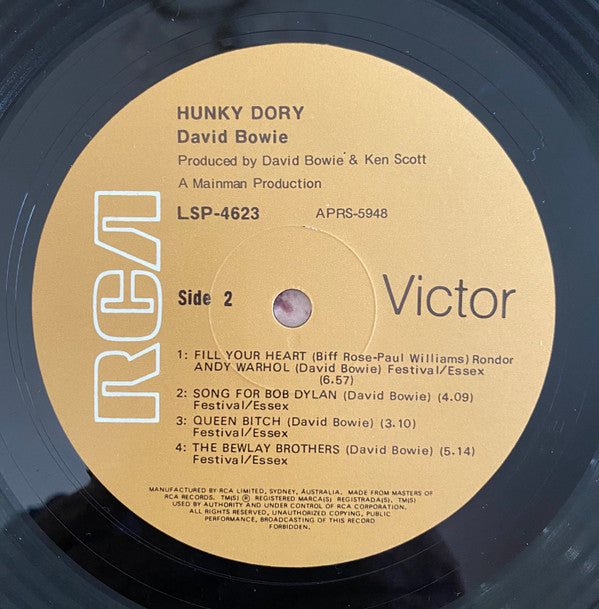 HUNKY DORY
David Bowie
Produced by David Bowie & Ken Scott
A Mainman Production
LSP-4623 APRS-5948
RCA
Side 2
Victor
1: FILL YOUR HEART (Biff Rose-Paul Williams) Rondor
ANDY WARHOL (David Bowie) Festival/Essex
(6.57)
2: SONG FOR BOB DYLAN (David Bowie) (4.09)
Festival/Essex
3: QUEEN BITCH (David Bowie) (3.10)
Festival/Essex
4: THE BEWLAY BROTHERS (David Bowie) (5.14)
Festival/Essex
MANUFACTURED BY RCA LIMITED, SYDNEY, AUSTRALIA. MADE FROM MASTERS OF
RCA RECORDS. TM(S) ® REGISTERED MARCA(S) REGISTRADA(S), TM(S)
USED BY AUTHORITY AND UNDER CONTROL OF RCA CORPORATION.
ALL RIGHTS RESERVED, UNAUTHORIZED COPYING, PUBLIC
PERFORMANCE, BROADCASTING OF THIS RECORD
FORBIDDEN.